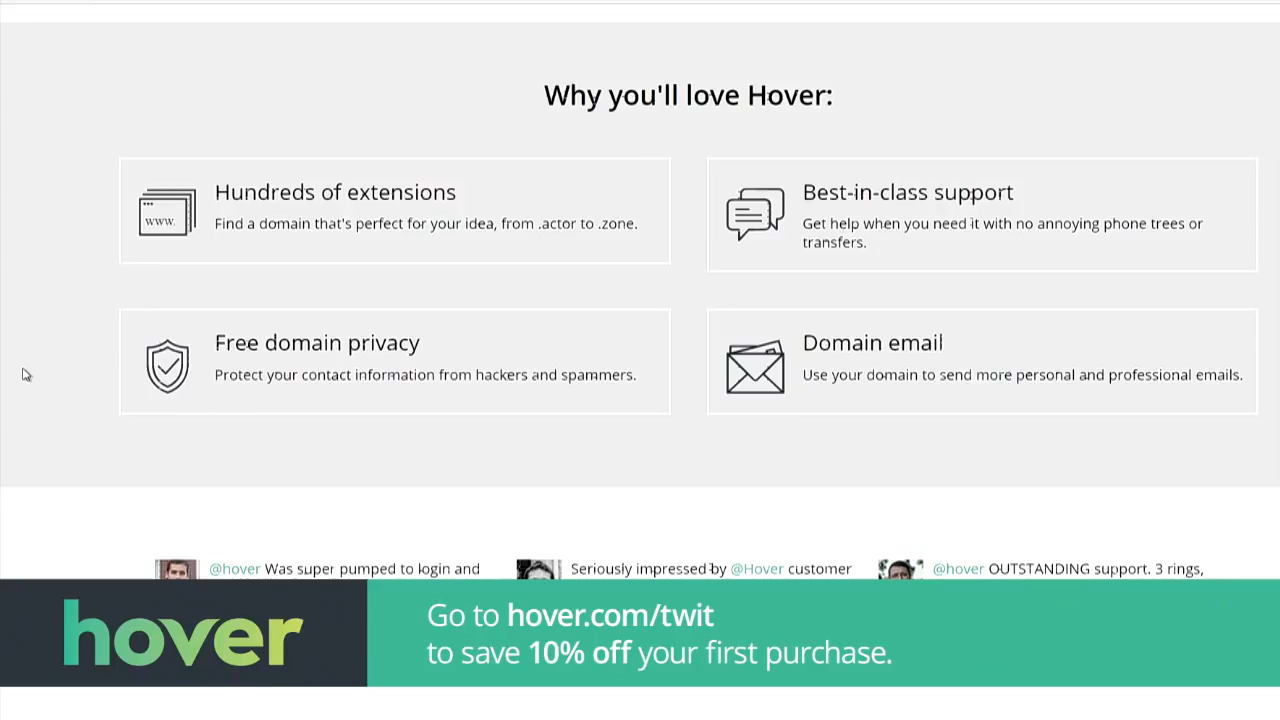 Why you'll love Hover:
www.
Hundreds of extensions
Find a domain that's perfect for your idea, from .actor to .zone.
Best-in-class support
Get help when you need it with no annoying phone trees or
transfers.
Free domain privacy
Protect your contact information from hackers and spammers.
Domain email
Use your domain to send more personal and professional emails.
@hover Was super pumped to login and
Seriously impressed by @Hover customer
@hover OUTSTANDING support. 3 rings,
hover
Go to hover.com/twit
to save 10% off your first purchase.